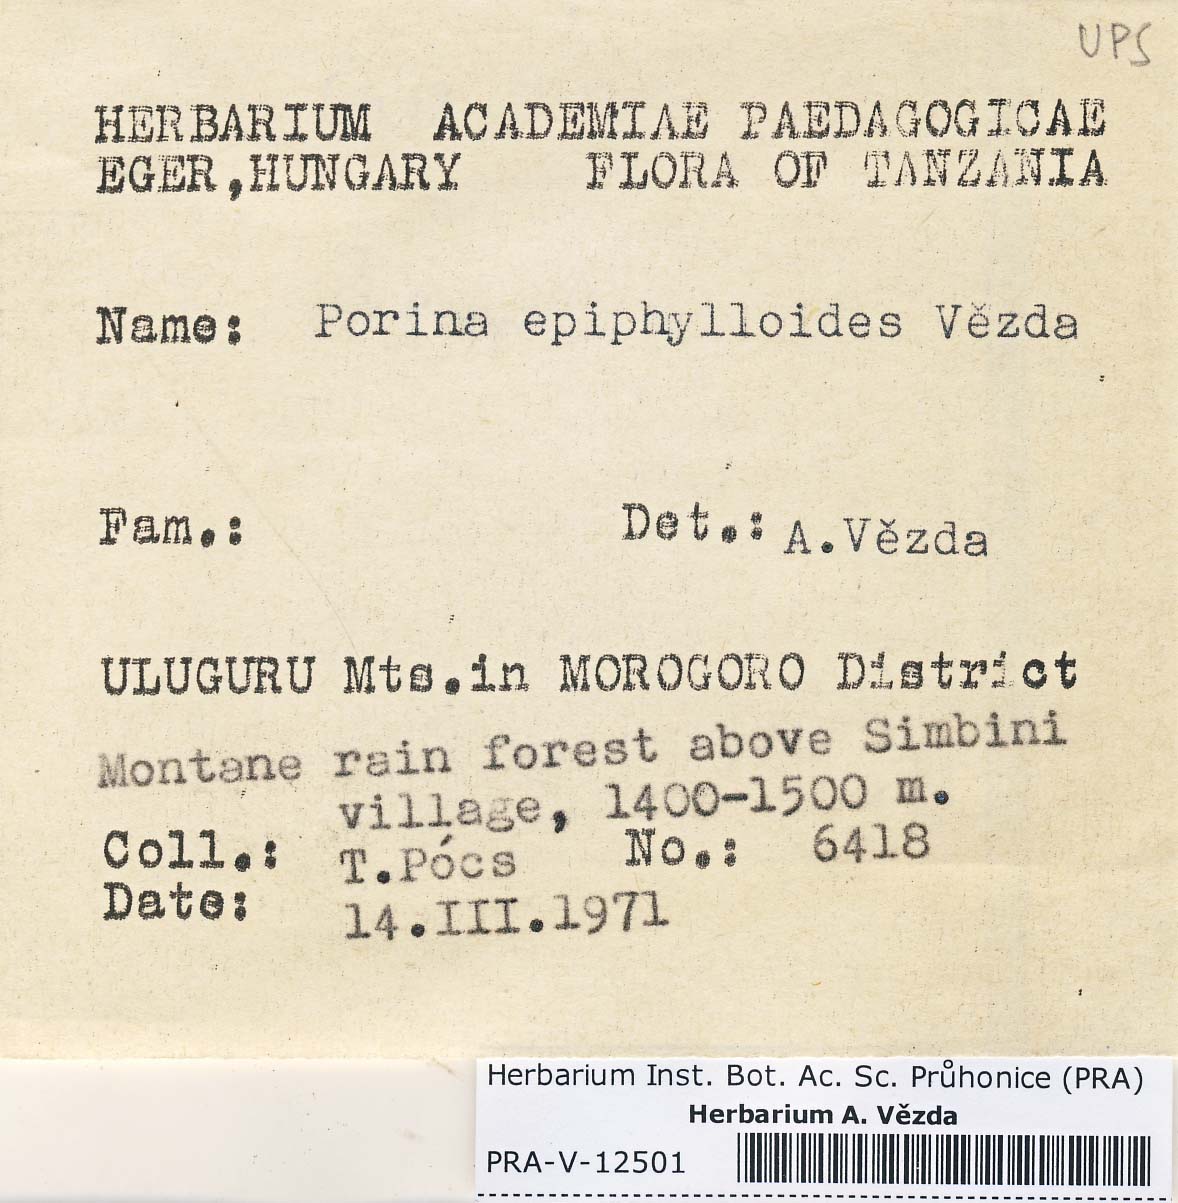 UPS
HERBARIUM ACADEMIAE PAEDAGOGICAE
EGER, HUNGARY FLORA OF TANZANIA
Name: Porina epiphylloides Vězda
Fam.: Det.: A.Vězda
ULUGURU Mts.in MOROGORO District
Montane rain forest above Simbini
village, 1400-1500 m.
Coll.: T.Pócs No.: 6418
Date: 14.III.1971
Herbarium Inst. Bot. Ac. Sc. Průhonice (PRA)
Herbarium A. Vězda
PRA-V-12501